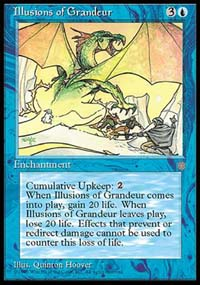 Illusions of Grandeur 3
Enchantment
Cumulative Upkeep: 2
When Illusions of Grandeur comes
into play, gain 20 life. When
Illusions of Grandeur leaves play,
lose 20 life. Effects that prevent or
redirect damage cannot be used to
counter this loss of life.
Illus. Quinton Hoover